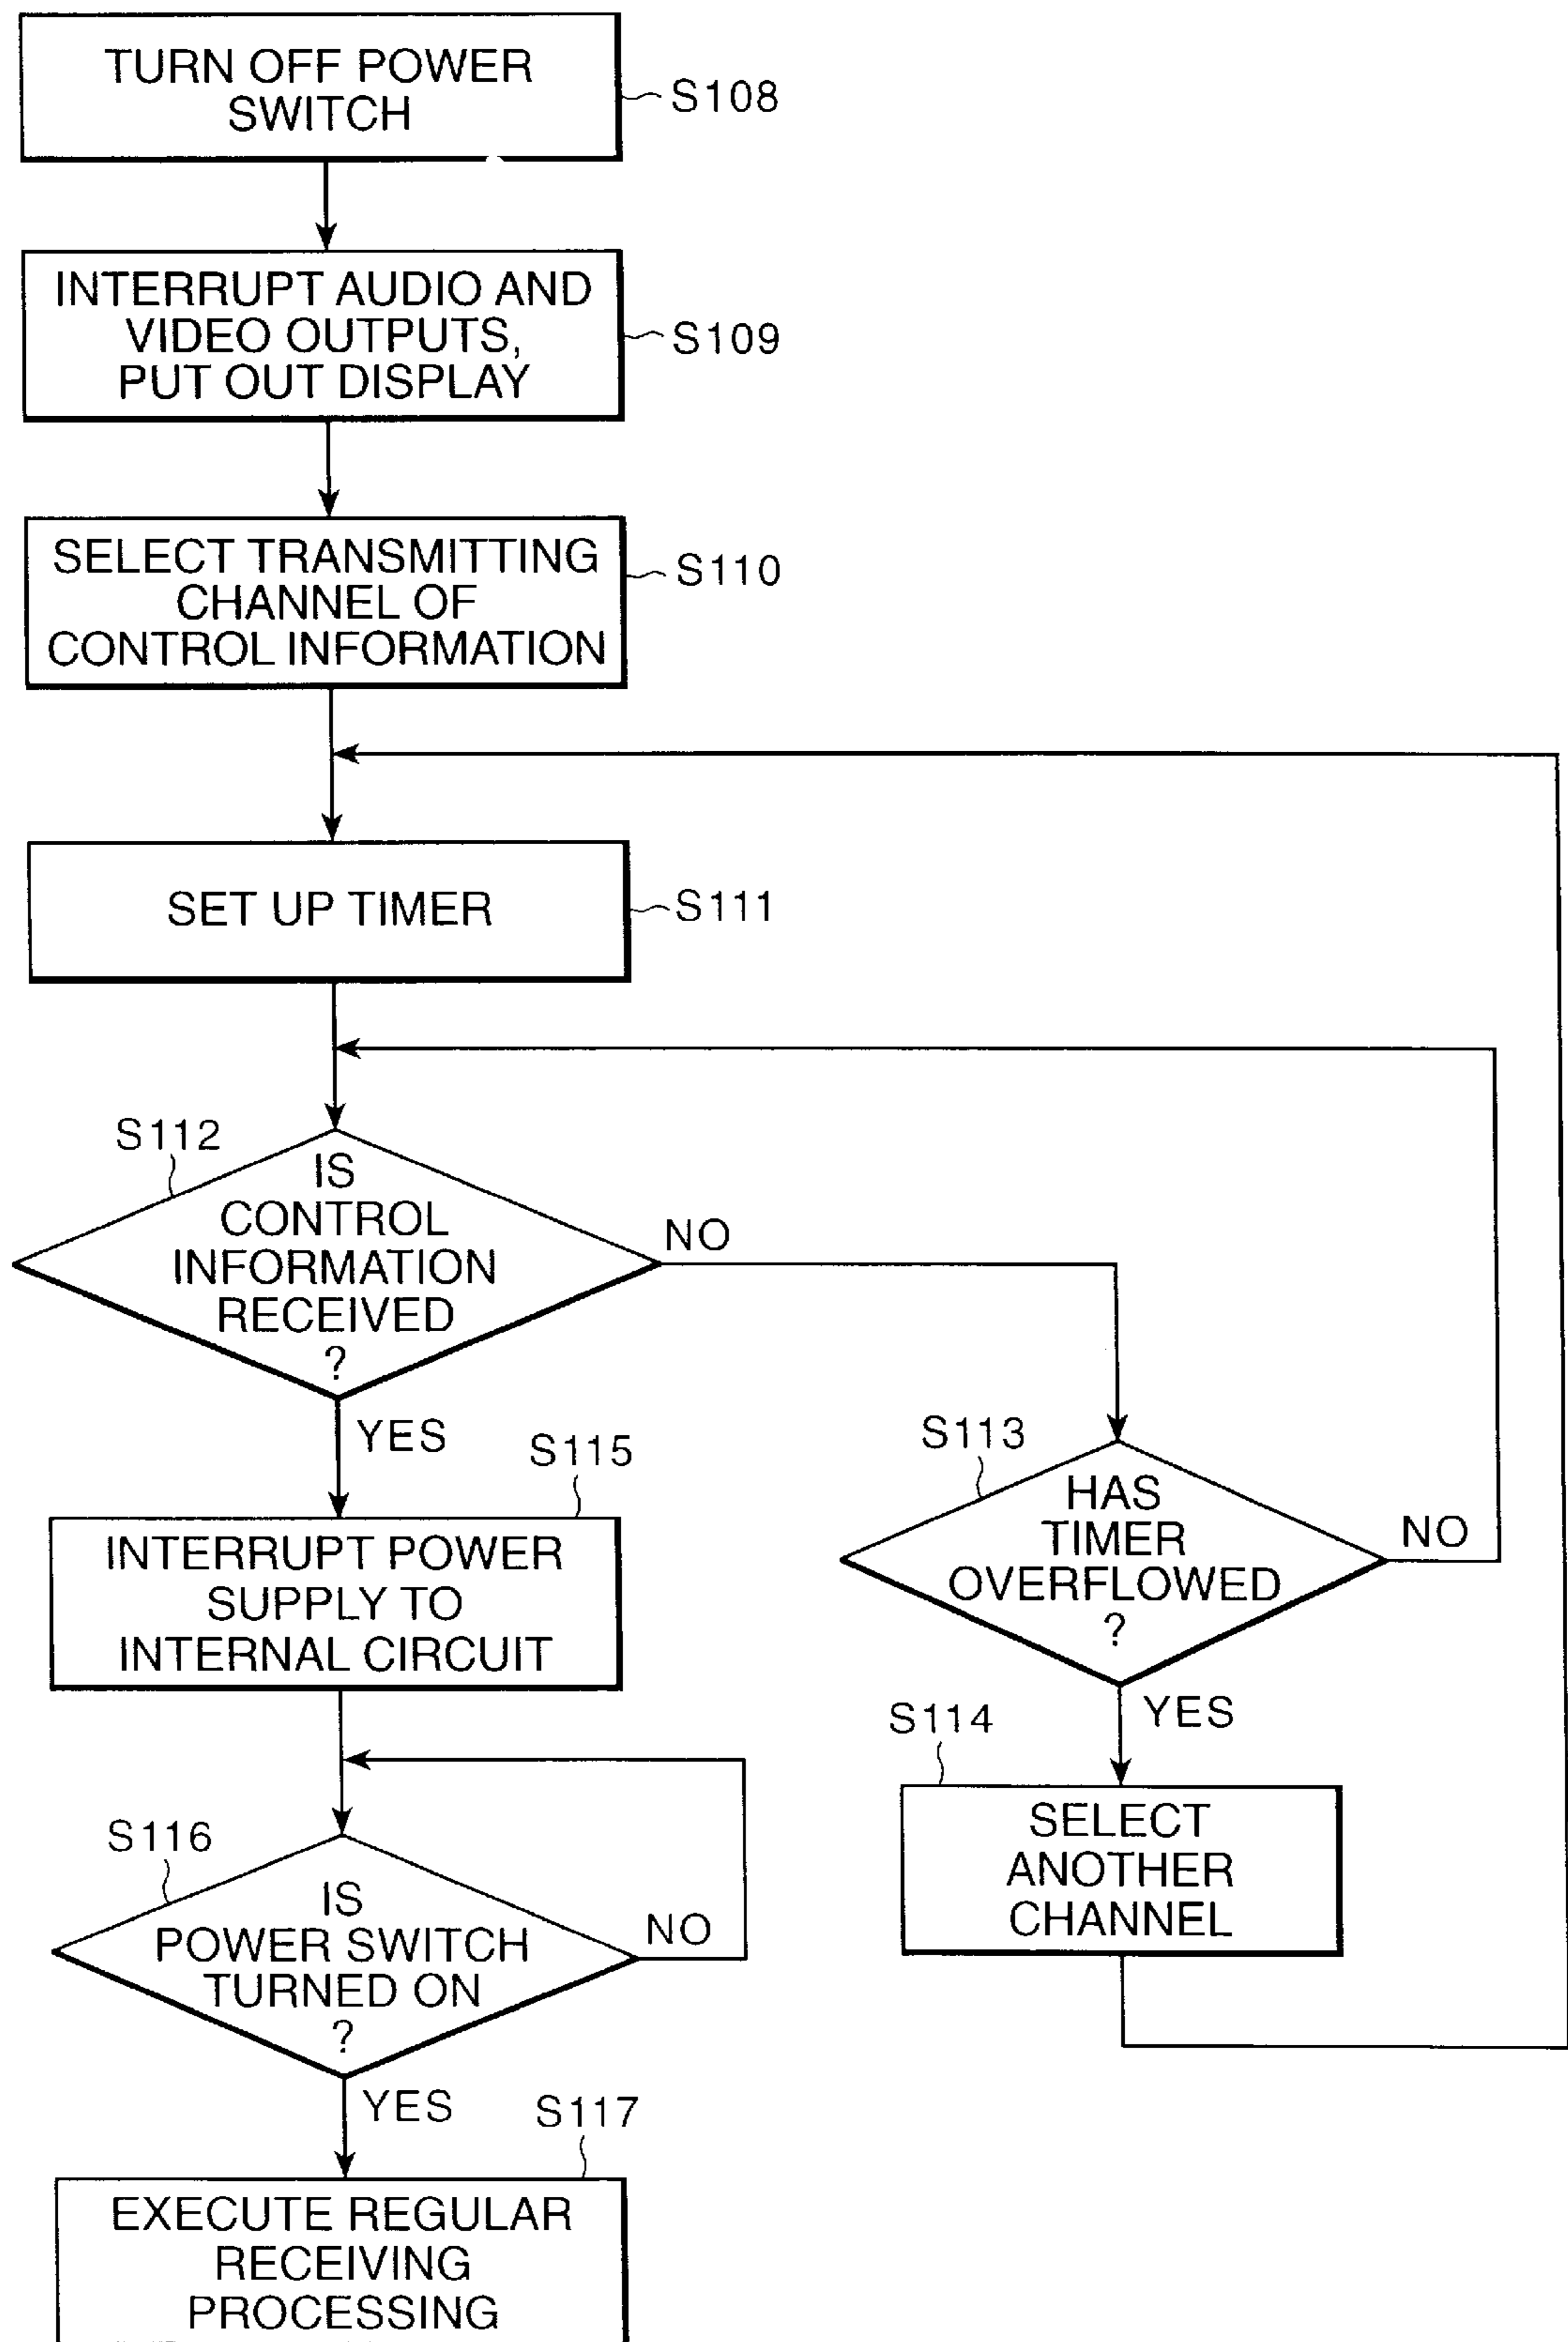 TURN OFF POWER
SWITCH
S108
INTERRUPT AUDIO AND
VIDEO OUTPUTS,
PUT OUT DISPLAY
S109
SELECT TRANSMITTING
CHANNEL OF
CONTROL INFORMATION
S110
SET UP TIMER
S111
S112
IS
CONTROL
INFORMATION
RECEIVED
?
NO
YES
S113
HAS
TIMER
OVERFLOWED
?
NO
YES
S114
SELECT
ANOTHER
CHANNEL
S115
INTERRUPT POWER
SUPPLY TO
INTERNAL CIRCUIT
S116
IS
POWER SWITCH
TURNED ON
?
NO
YES
S117
EXECUTE REGULAR
RECEIVING
PROCESSING